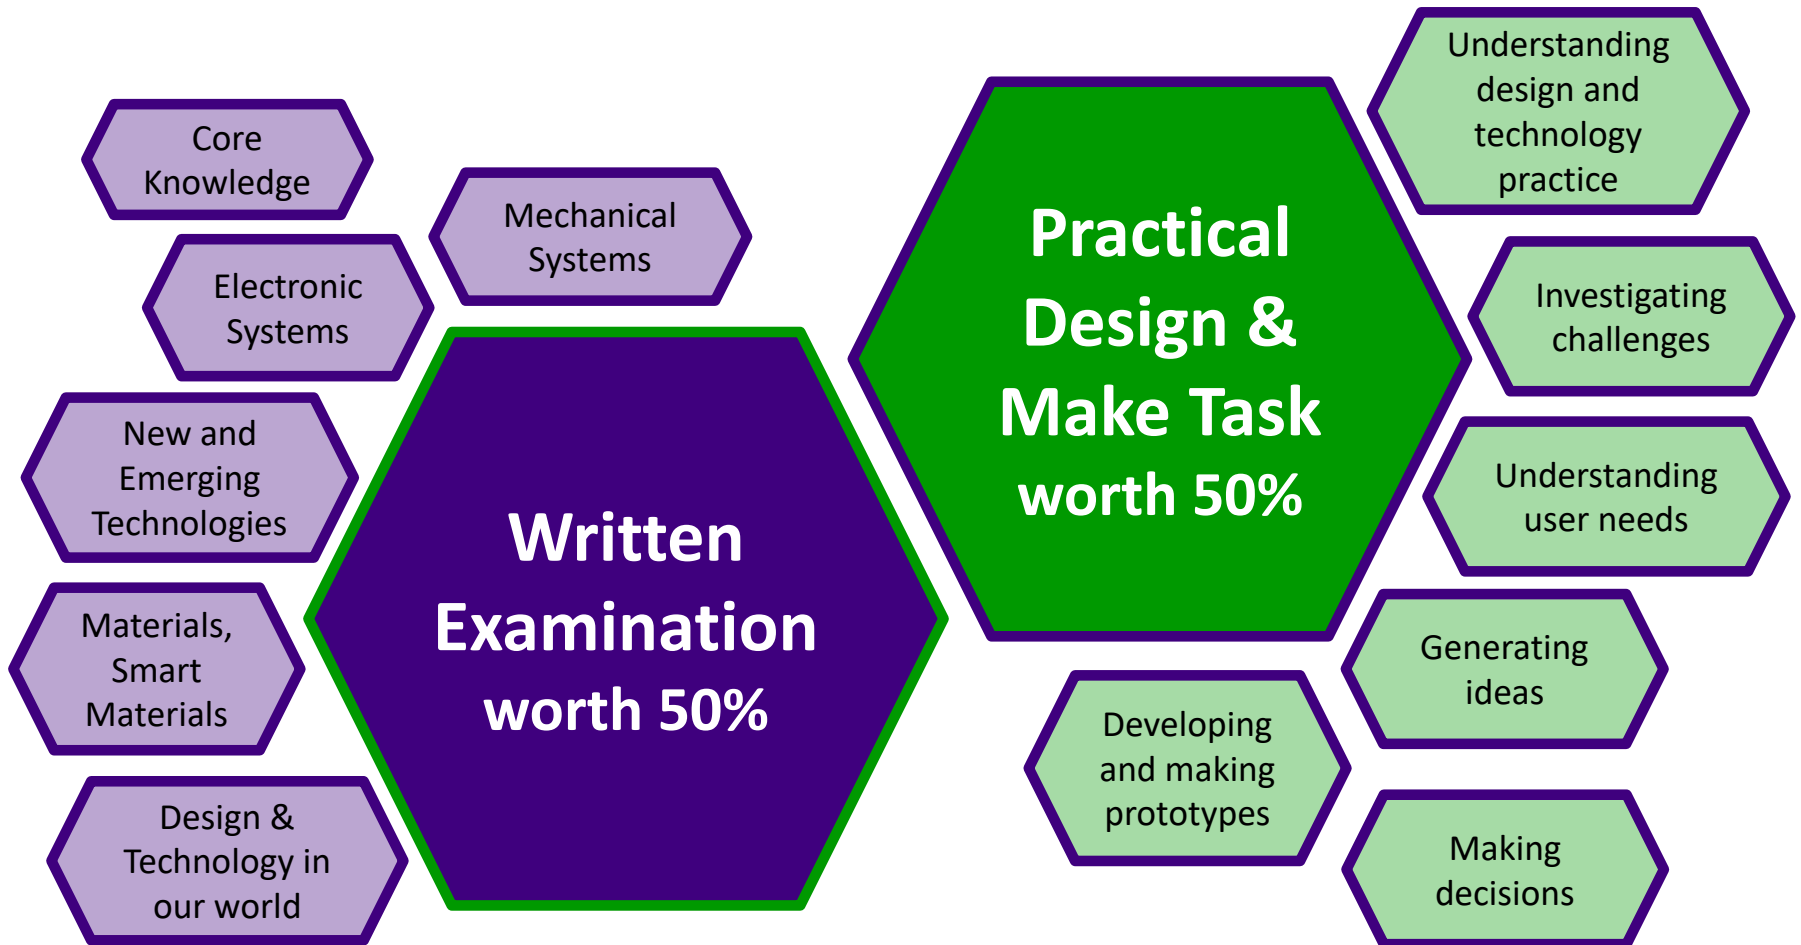 Core
Knowledge
Mechanical
Systems
Electronic
Systems
New and
Emerging
Technologies
Materials,
Smart
Materials
Design &
Technology in
our world
Written
Examination
worth 50%
Practical
Design &
Make Task
worth 50%
Understanding
design and
technology
practice
Investigating
challenges
Understanding
user needs
Generating
ideas
Developing
and making
prototypes
Making
decisions